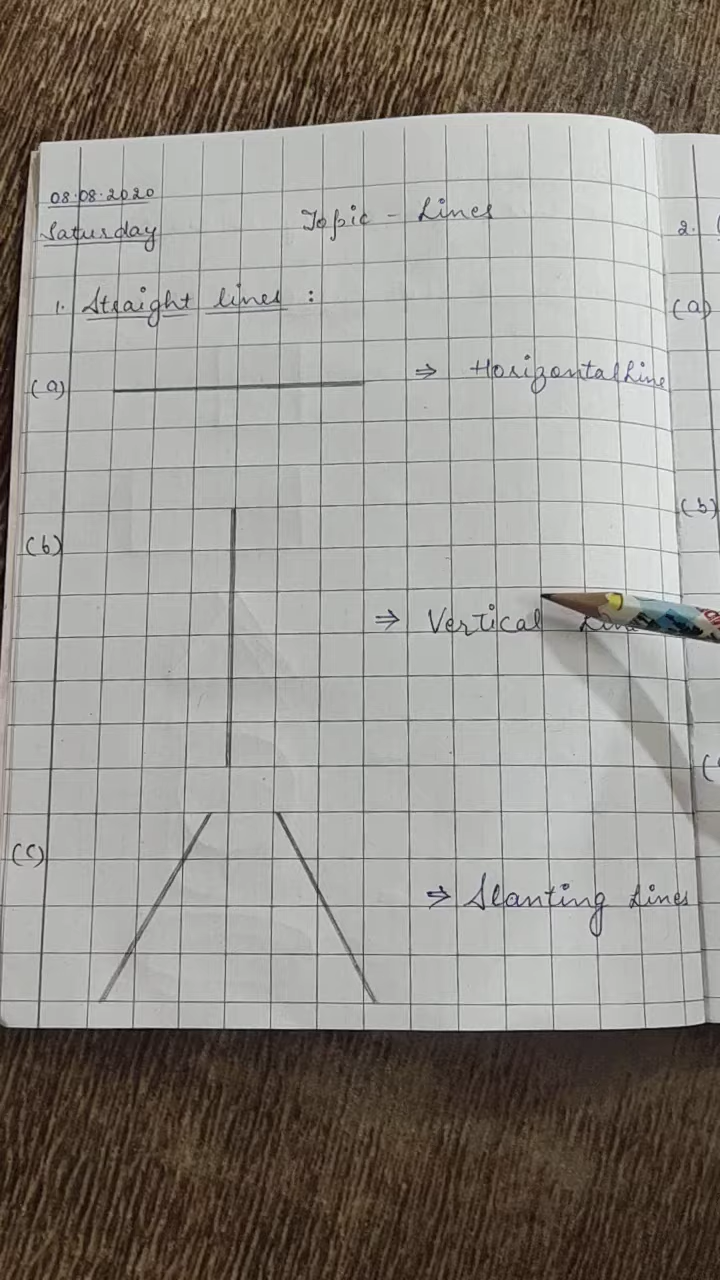 08.08.2020
Saturday
Topic - Lines
1. Straight lines :
(a) ⇒ Horizontal Line
(b) ⇒ Vertical
(c) ⇒ Slanting Lines
2.
(a)
(b)